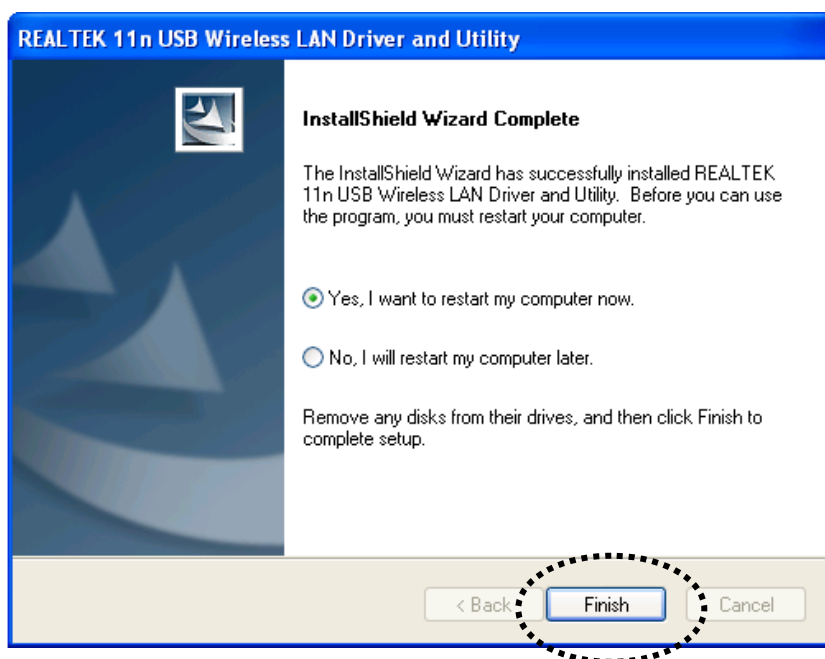 REALTEK 11n USB Wireless LAN Driver and Utility
InstallShield Wizard Complete
The InstallShield Wizard has successfully installed REALTEK
11n USB Wireless LAN Driver and Utility. Before you can use
the program, you must restart your computer.
Yes, I want to restart my computer now.
No, I will restart my computer later.
Remove any disks from their drives, and then click Finish to
complete setup.
< Back Finish Cancel